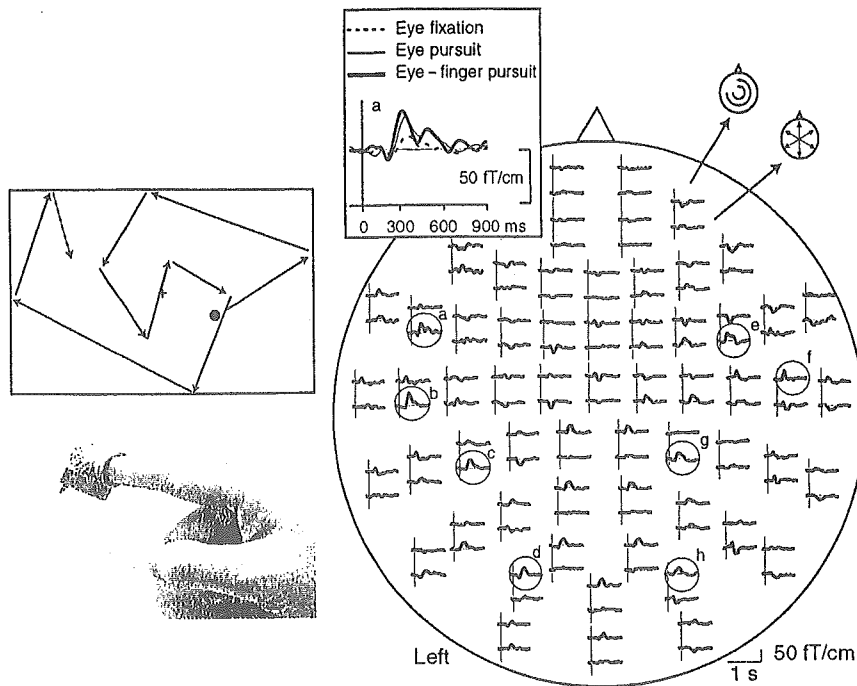 Eye fixation
Eye pursuit
Eye – finger pursuit
a
50 fT/cm
0 300 600 900 ms
a
e
f
b
g
c
d
h
Left
50 fT/cm
1 s